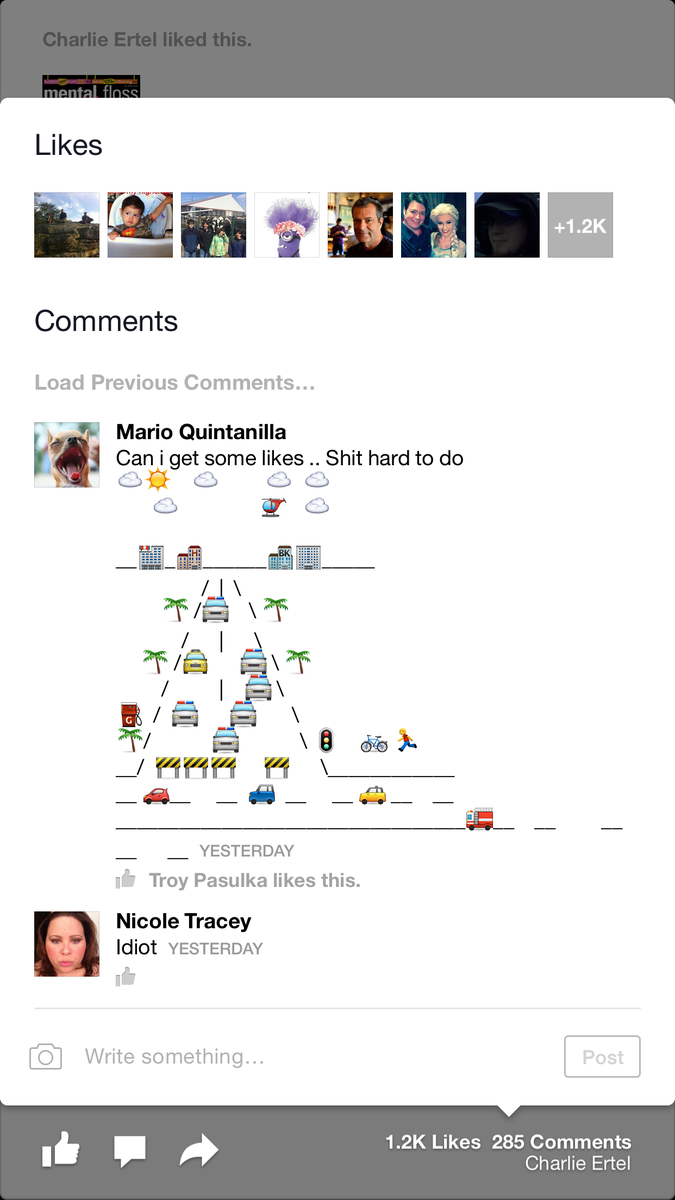 Charlie Ertel liked this.
mental floss
Likes
+1.2K
Comments
Load Previous Comments...
Mario Quintanilla
Can i get some likes .. Shit hard to do
YESTERDAY
Troy Pasulka likes this.
Nicole Tracey
Idiot YESTERDAY
Write something...
Post
1.2K Likes 285 Comments
Charlie Ertel